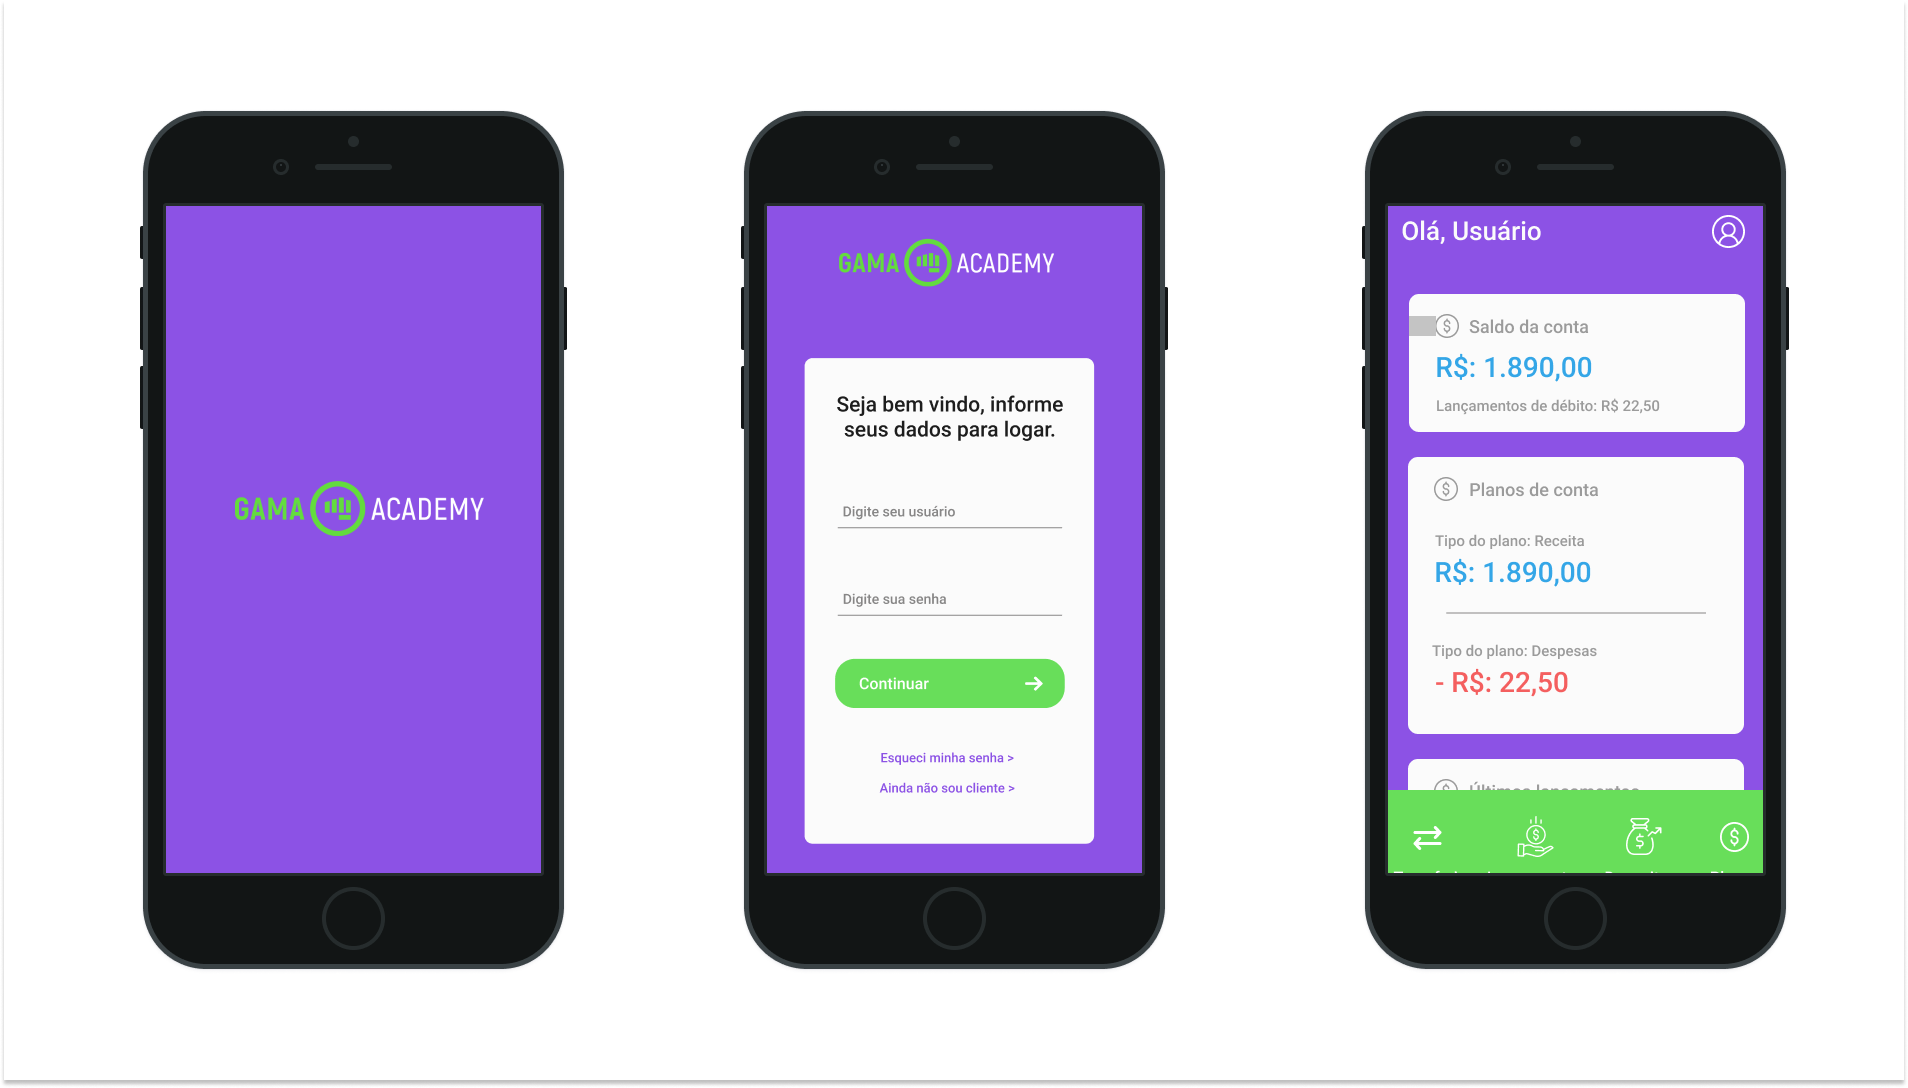 GAMA ACADEMY
GAMA ACADEMY
Seja bem vindo, informe
seus dados para logar.
Digite seu usuário
Digite sua senha
Continuar
Esqueci minha senha >
Ainda não sou cliente >
Olá, Usuário
Saldo da conta
R$: 1.890,00
Lançamentos de débito: R$ 22,50
Planos de conta
Tipo do plano: Receita
R$: 1.890,00
Tipo do plano: Despesas
- R$: 22,50
Últimos lançamentos